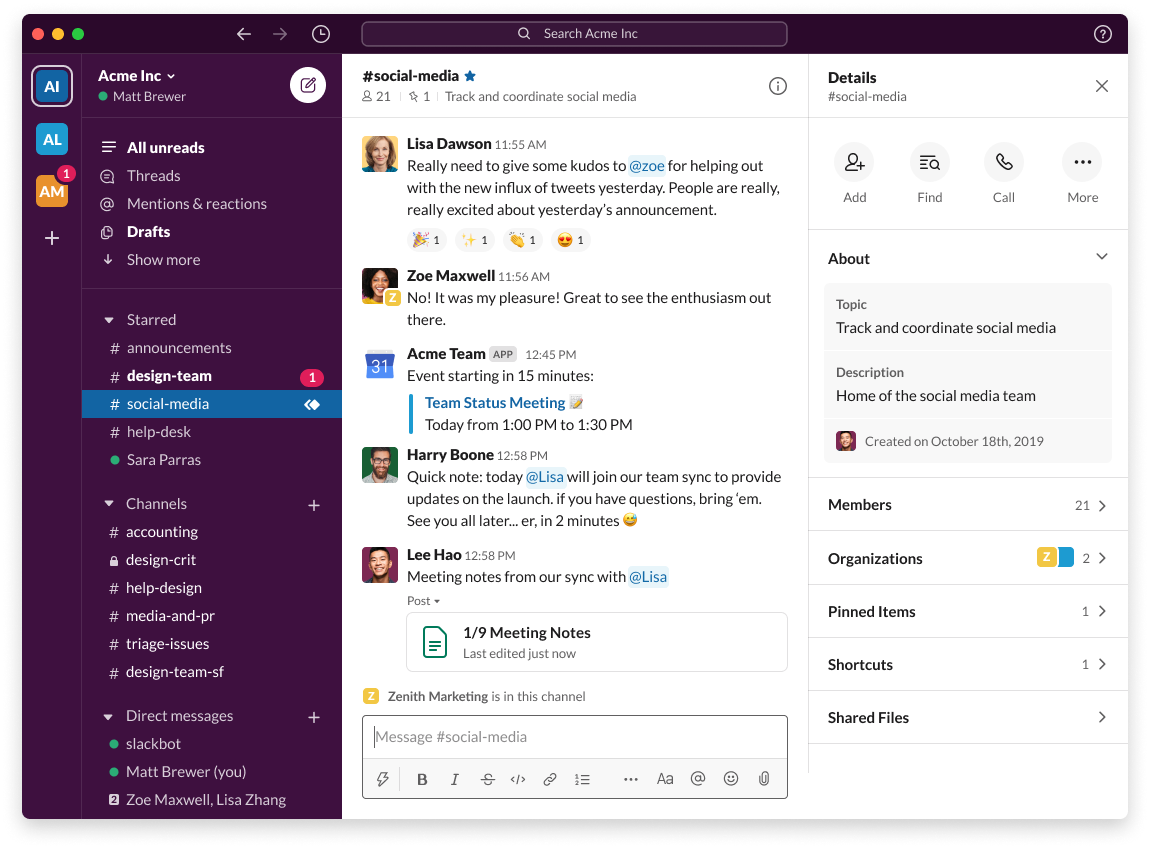 Search Acme Inc
AI
AL
AM
1
Acme Inc
Matt Brewer
All unreads
Threads
Mentions & reactions
Drafts
Show more
Starred
# announcements
# design-team 1
# social-media
# help-desk
Sara Parras
Channels +
# accounting
design-crit
# help-design
# media-and-pr
# triage-issues
# design-team-sf
Direct messages +
slackbot
Matt Brewer (you)
2 Zoe Maxwell, Lisa Zhang
#social-media
21 | 1 | Track and coordinate social media
Lisa Dawson 11:55 AM
Really need to give some kudos to @zoe for helping out
with the new influx of tweets yesterday. People are really,
really excited about yesterday’s announcement.
1 1 1 1
Z
Zoe Maxwell 11:56 AM
No! It was my pleasure! Great to see the enthusiasm out
there.
31
Acme Team APP 12:45 PM
Event starting in 15 minutes:
Team Status Meeting
Today from 1:00 PM to 1:30 PM
Harry Boone 12:58 PM
Quick note: today @Lisa will join our team sync to provide
updates on the launch. if you have questions, bring ‘em.
See you all later... er, in 2 minutes
Lee Hao 12:58 PM
Meeting notes from our sync with @Lisa
Post
1/9 Meeting Notes
Last edited just now
Z Zenith Marketing is in this channel
Message #social-media
B I S </> ... Aa @
Details
#social-media
Add Find Call More
About
Topic
Track and coordinate social media
Description
Home of the social media team
Created on October 18th, 2019
Members 21
Organizations Z 2
Pinned Items 1
Shortcuts 1
Shared Files